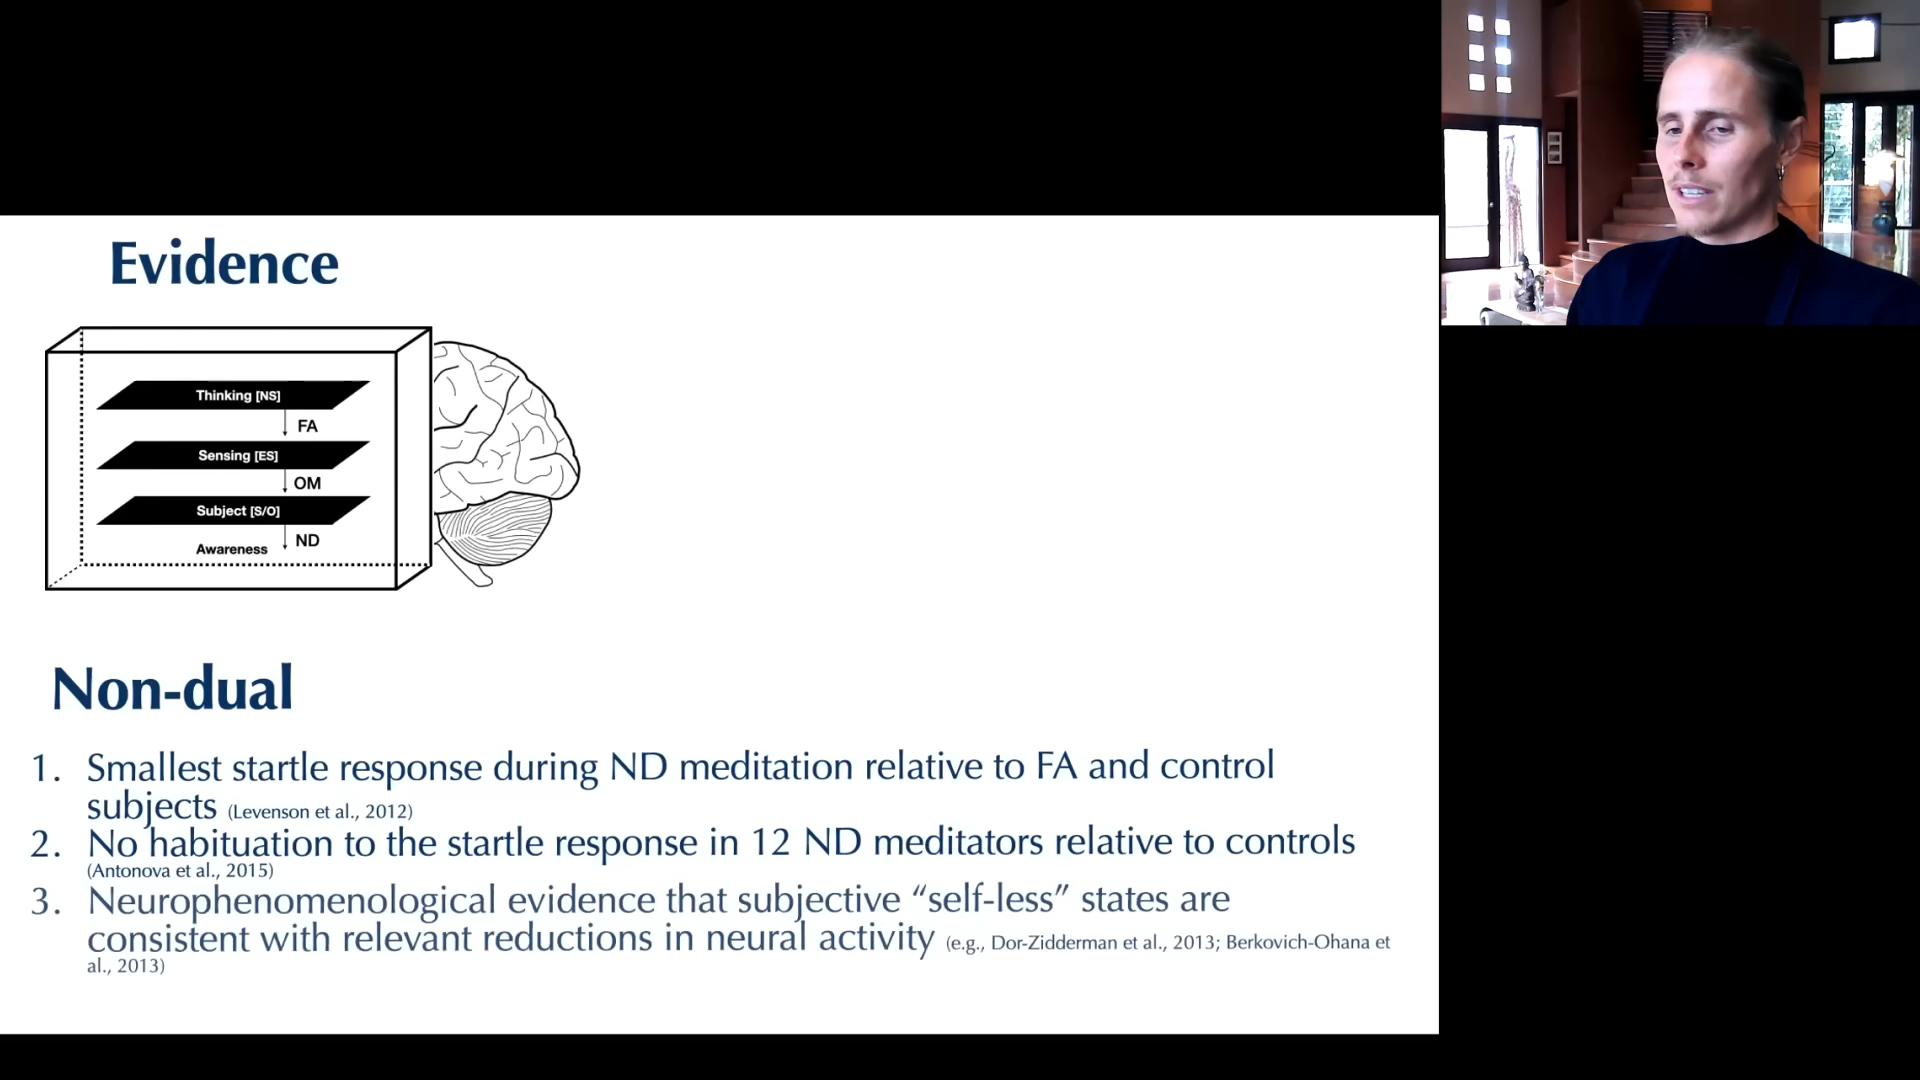 Evidence
Thinking [NS]
FA
Sensing [ES]
OM
Subject [S/O]
ND
Awareness
Non-dual
1. Smallest startle response during ND meditation relative to FA and control
subjects (Levenson et al., 2012)
2. No habituation to the startle response in 12 ND meditators relative to controls
(Antonova et al., 2015)
3. Neurophenomenological evidence that subjective “self-less” states are
consistent with relevant reductions in neural activity (e.g., Dor-Zidderman et al., 2013; Berkovich-Ohana et
al., 2013)